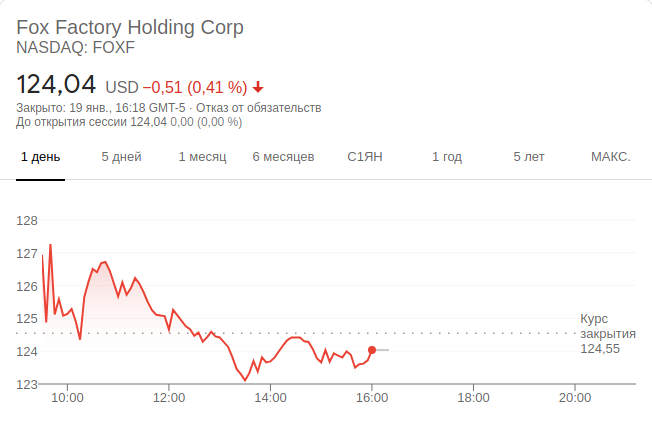 Fox Factory Holding Corp
NASDAQ: FOXF
124,04 USD −0,51 (0,41 %)
Закрыто: 19 янв., 16:18 GMT-5 · Отказ от обязательств
До открытия сессии 124,04 0,00 (0,00 %)
1 день 5 дней 1 месяц 6 месяцев С1ЯН 1 год 5 лет МАКС.
128
127
126
125
124
123
Курс
закрытия
124,55
10:00 12:00 14:00 16:00 18:00 20:00